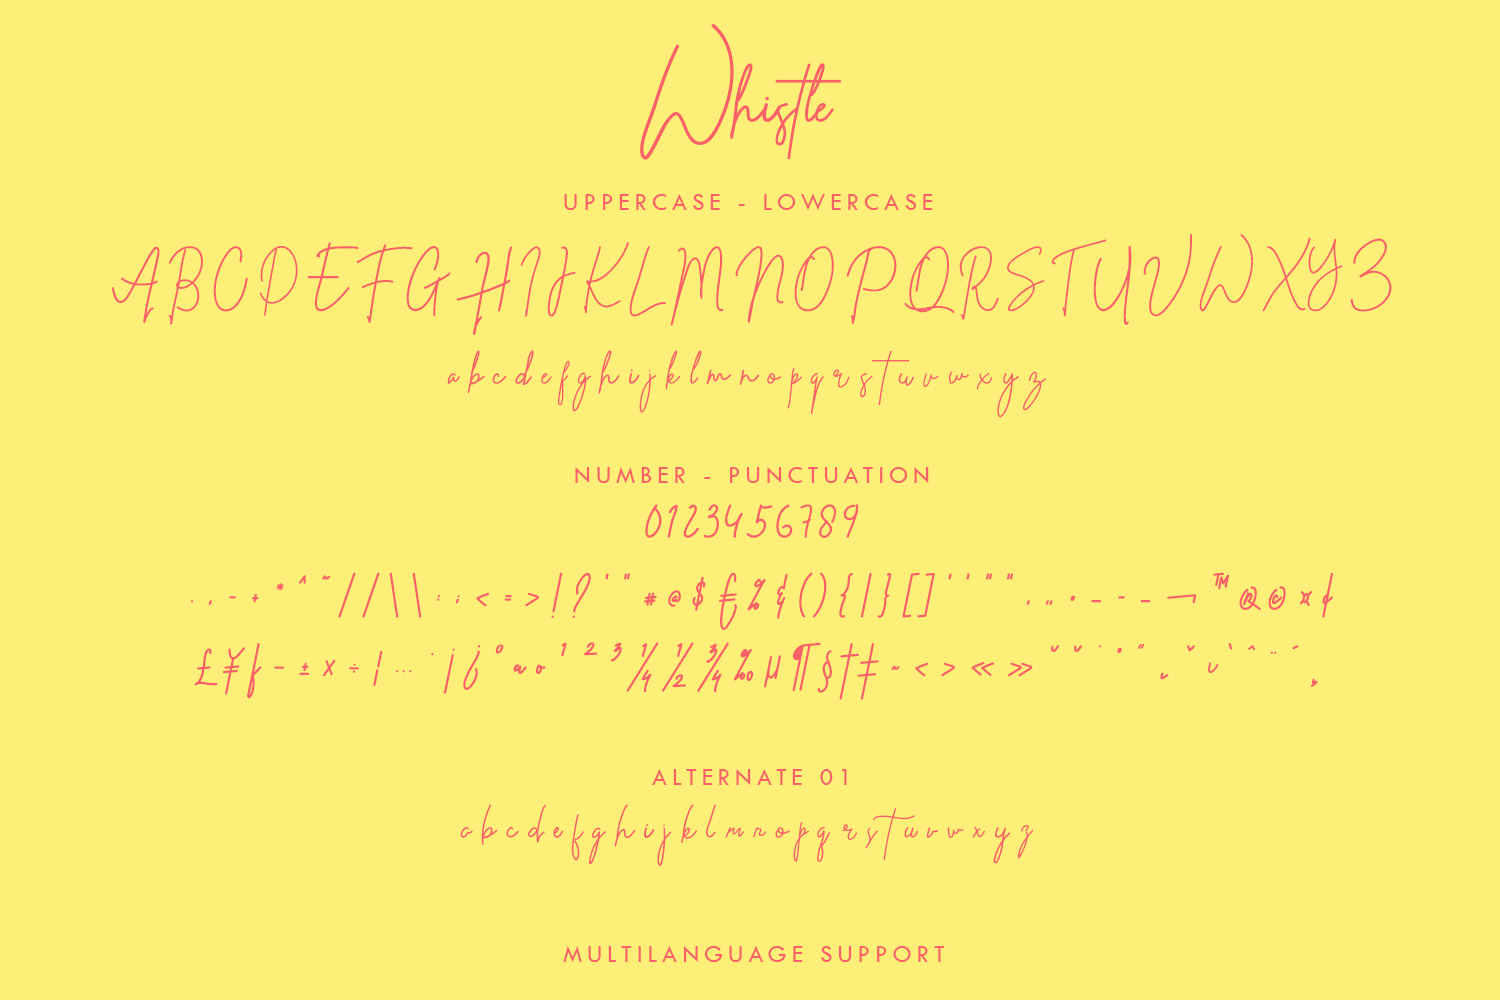 Whistle
UPPERCASE - LOWERCASE
ABCDEFGHIJKLMNOPQRSTUVWXYZ
abcdefghijklmnopqrstuvwxyz
NUMBER - PUNCTUATION
0123456789
. , - + * ^ ~ / / \ \ : ; < = > ! ? ' " # @ $ € % & ( ) { | } [ ] ‘ ’ “ ” ‚ „ • – - — _ ¬ ™ ® © ¤ ¢
£ ¥ ƒ − ± × ÷ ¦ … · ¡ ¿ º ª º ¹ ² ³ ¼ ½ ¾ ‰ µ ¶ § † ‡ ~ ‹ › « » ˇ ˘ ˙ ˚ ˝ ˛ ˇ ˘ ` ^ ¨ ´ ¸
ALTERNATE 01
abcdefghijklmnopqrstuvwxyz
MULTILANGUAGE SUPPORT